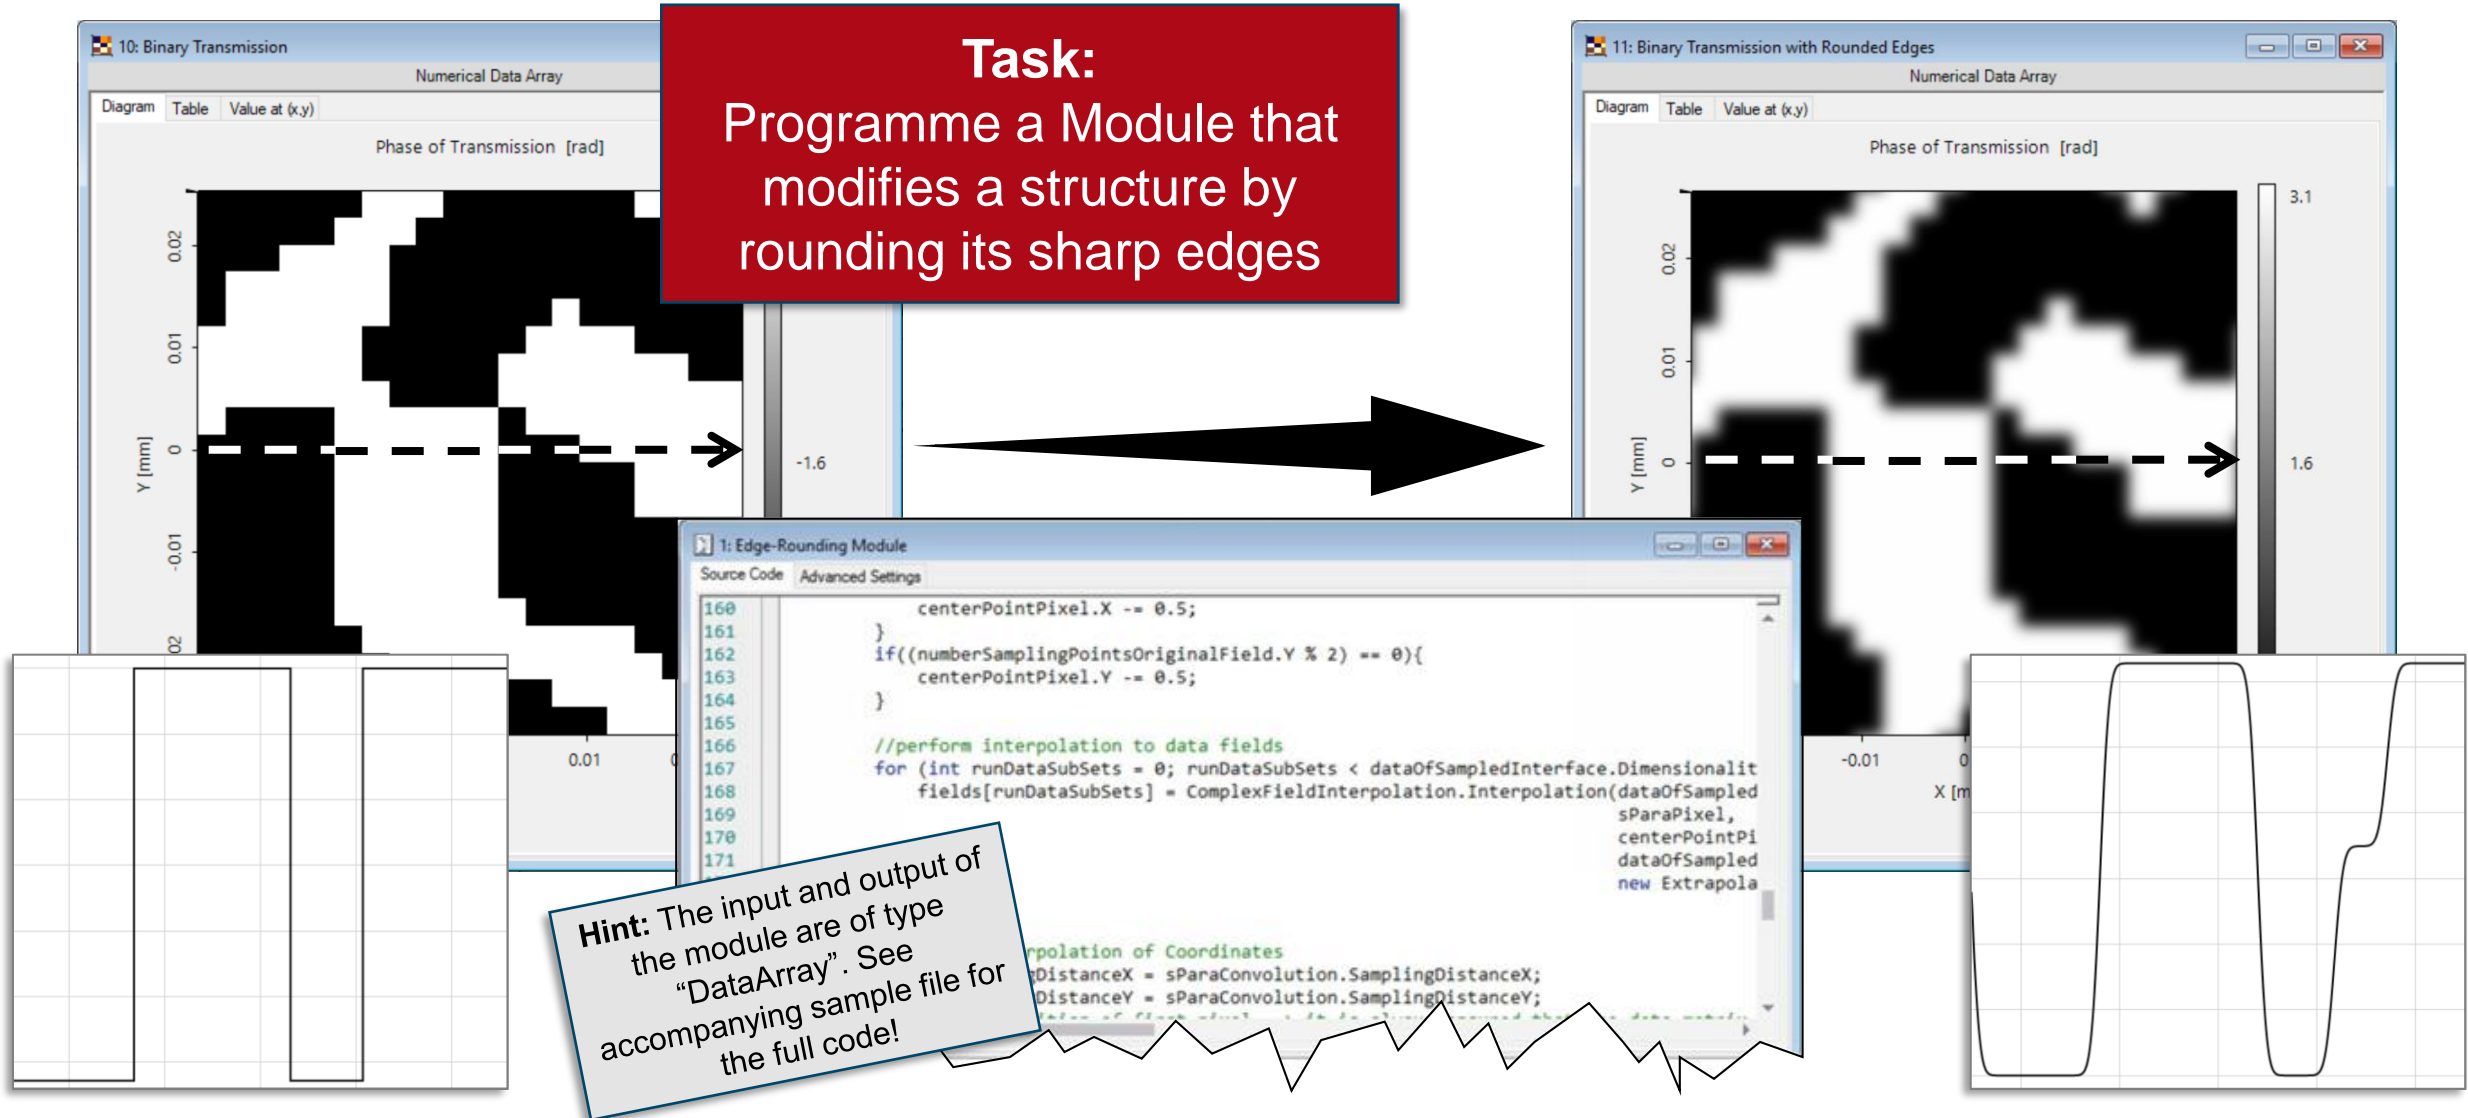 10: Binary Transmission
Numerical Data Array
Diagram Table Value at (x,y)
Phase of Transmission [rad]
0.02
0.01
0
-0.01
02
Y [mm]
0.01
-1.6
Task:
Programme a Module that
modifies a structure by
rounding its sharp edges
11: Binary Transmission with Rounded Edges
Numerical Data Array
Diagram Table Value at (x,y)
Phase of Transmission [rad]
3.1
1.6
0.02
0.01
0
Y [mm]
-0.01
0
X [m
1: Edge-Rounding Module
Source Code Advanced Settings
160 centerPointPixel.X -= 0.5;
161 }
162 if((numberSamplingPointsOriginalField.Y % 2) == 0){
163 centerPointPixel.Y -= 0.5;
164 }
165
166 //perform interpolation to data fields
167 for (int runDataSubSets = 0; runDataSubSets < dataOfSampledInterface.Dimensionalit
168 fields[runDataSubSets] = ComplexFieldInterpolation.Interpolation(dataOfSampled
169 sParaPixel,
170 centerPointPi
171 dataOfSampled
new Extrapola
rpolation of Coordinates
gDistanceX = sParaConvolution.SamplingDistanceX;
DistanceY = sParaConvolution.SamplingDistanceY;
Hint: The input and output of
the module are of type
“DataArray”. See
accompanying sample file for
the full code!